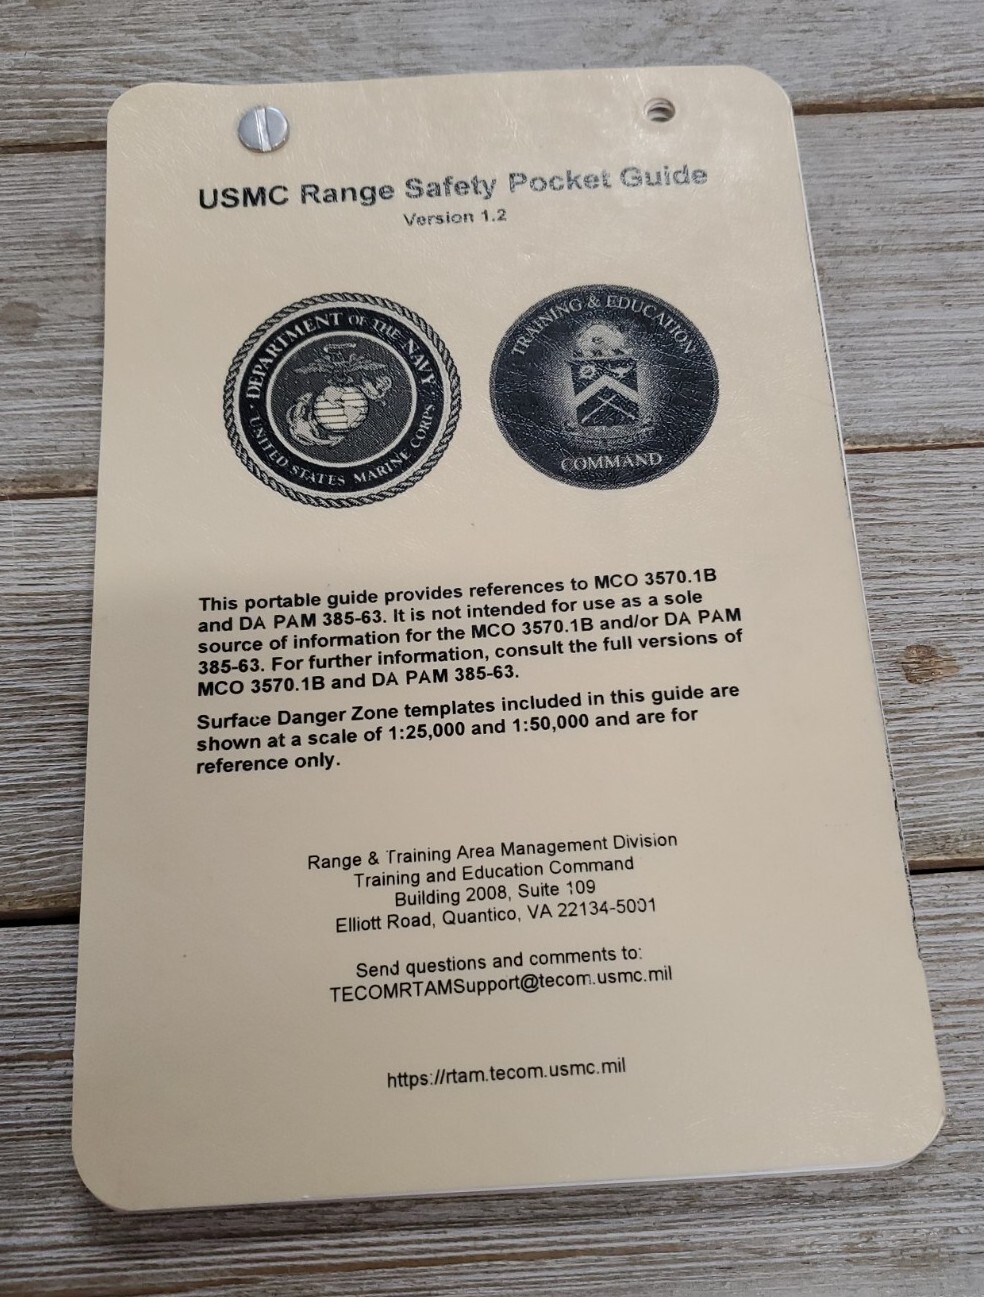 USMC Range Safety Pocket Guide
Version 1.2
DEPARTMENT OF THE NAVY
UNITED STATES MARINE CORPS
TRAINING & EDUCATION
COMMAND
This portable guide provides references to MCO 3570.1B
and DA PAM 385-63. It is not intended for use as a sole
source of information for the MCO 3570.1B and/or DA PAM
385-63. For further information, consult the full versions of
MCO 3570.1B and DA PAM 385-63.
Surface Danger Zone templates included in this guide are
shown at a scale of 1:25,000 and 1:50,000 and are for
reference only.
Range & Training Area Management Division
Training and Education Command
Building 2008, Suite 109
Elliott Road, Quantico, VA 22134-5001
Send questions and comments to:
TECOMRTAMSupport@tecom.usmc.mil
https://rtam.tecom.usmc.mil